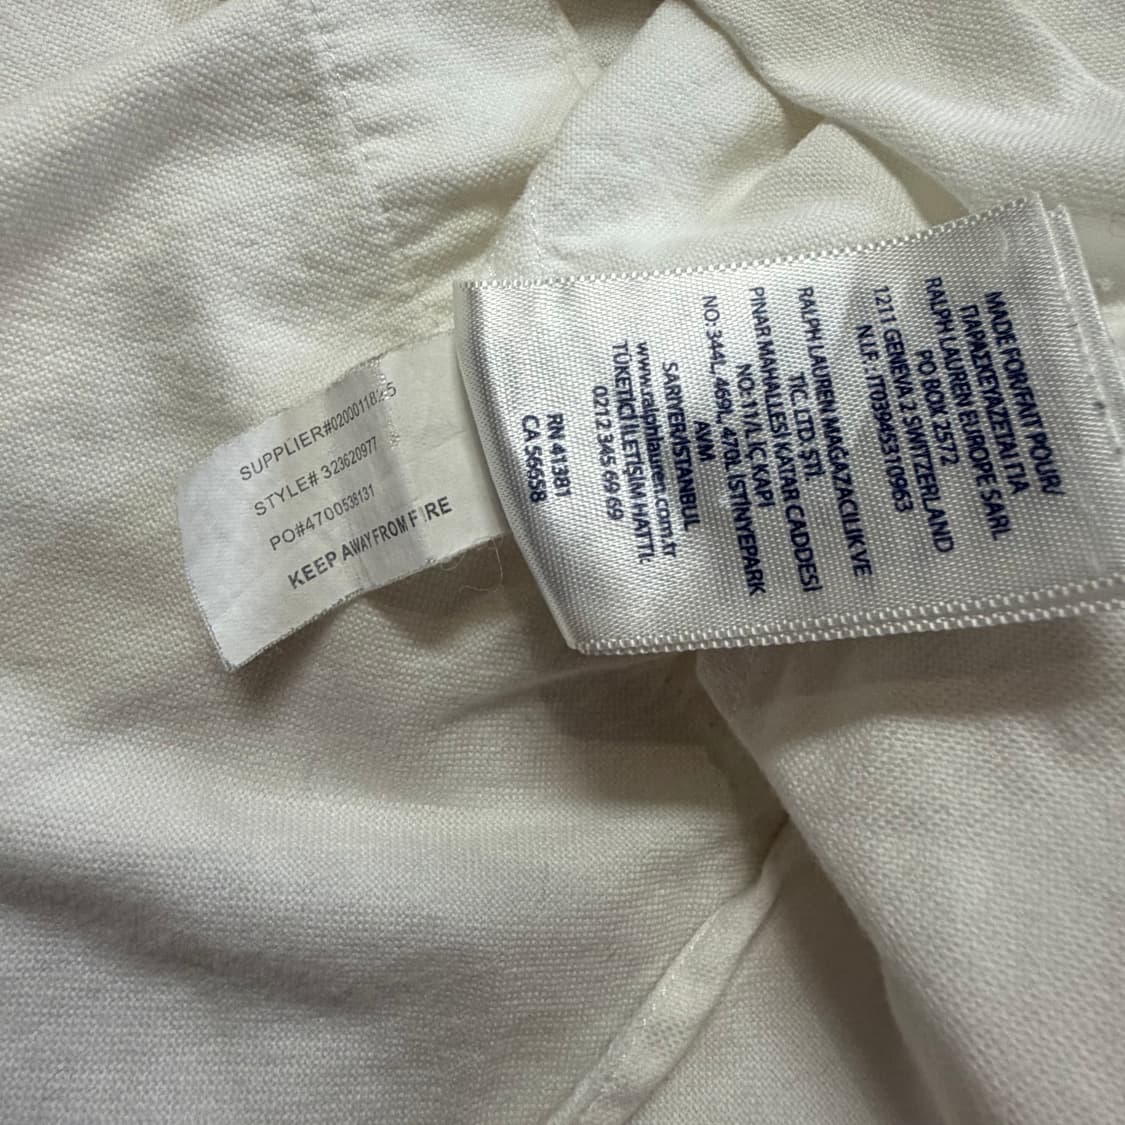 SUPPLIER#0200011825
STYLE# 323620977
PO#4700538131
KEEP AWAY FROM FIRE
MADE FOR/FAIT POUR/
ΠΑΡΑΣΚΕΥΑΖΕΤΑΙ ΓΙΑ
RALPH LAUREN EUROPE SARL
PO BOX 2572
1211 GENEVA 2 SWITZERLAND
N.I.F. IT03945310963
RALPH LAUREN MAĞAZACILIK VE
TİC. LTD ŞTİ.
PINAR MAHALLESİ KATAR CADDESİ
NO:11/L İÇ KAPI
NO:344L, 469L, 470L İSTİNYEPARK
AVM
SARIYER/İSTANBUL
www.ralphlauren.com.tr
TÜKETİCİ İLETİŞİM HATTI:
0212 345 69 69
RN 41381
CA 56658